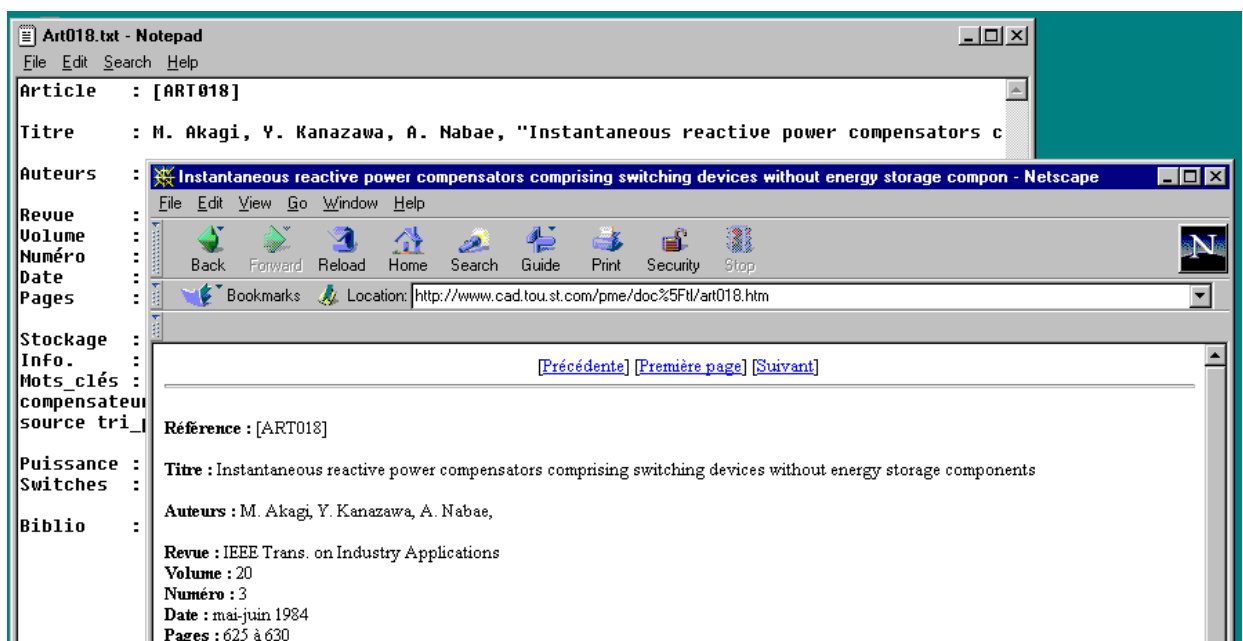 Art018.txt - Notepad
File Edit Search Help
Article : [ART018]
Titre : M. Akagi, Y. Kanazawa, A. Nabae, "Instantaneous reactive power compensators c
Auteurs :
Revue :
Volume :
Numéro :
Date :
Pages :
Stockage :
Info. :
Mots_clés :
compensateur
source tri_
Puissance :
Switches :
Biblio :
Instantaneous reactive power compensators comprising switching devices without energy storage compon - Netscape
File Edit View Go Window Help
Back Forward Reload Home Search Guide Print Security Stop
N
Bookmarks Location: http://www.cad.tou.st.com/pme/doc%5Ftl/art018.htm
[Précédente] [Première page] [Suivant]
Référence : [ART018]
Titre : Instantaneous reactive power compensators comprising switching devices without energy storage components
Auteurs : M. Akagi, Y. Kanazawa, A. Nabae,
Revue : IEEE Trans. on Industry Applications
Volume : 20
Numéro : 3
Date : mai-juin 1984
Pages : 625 à 630